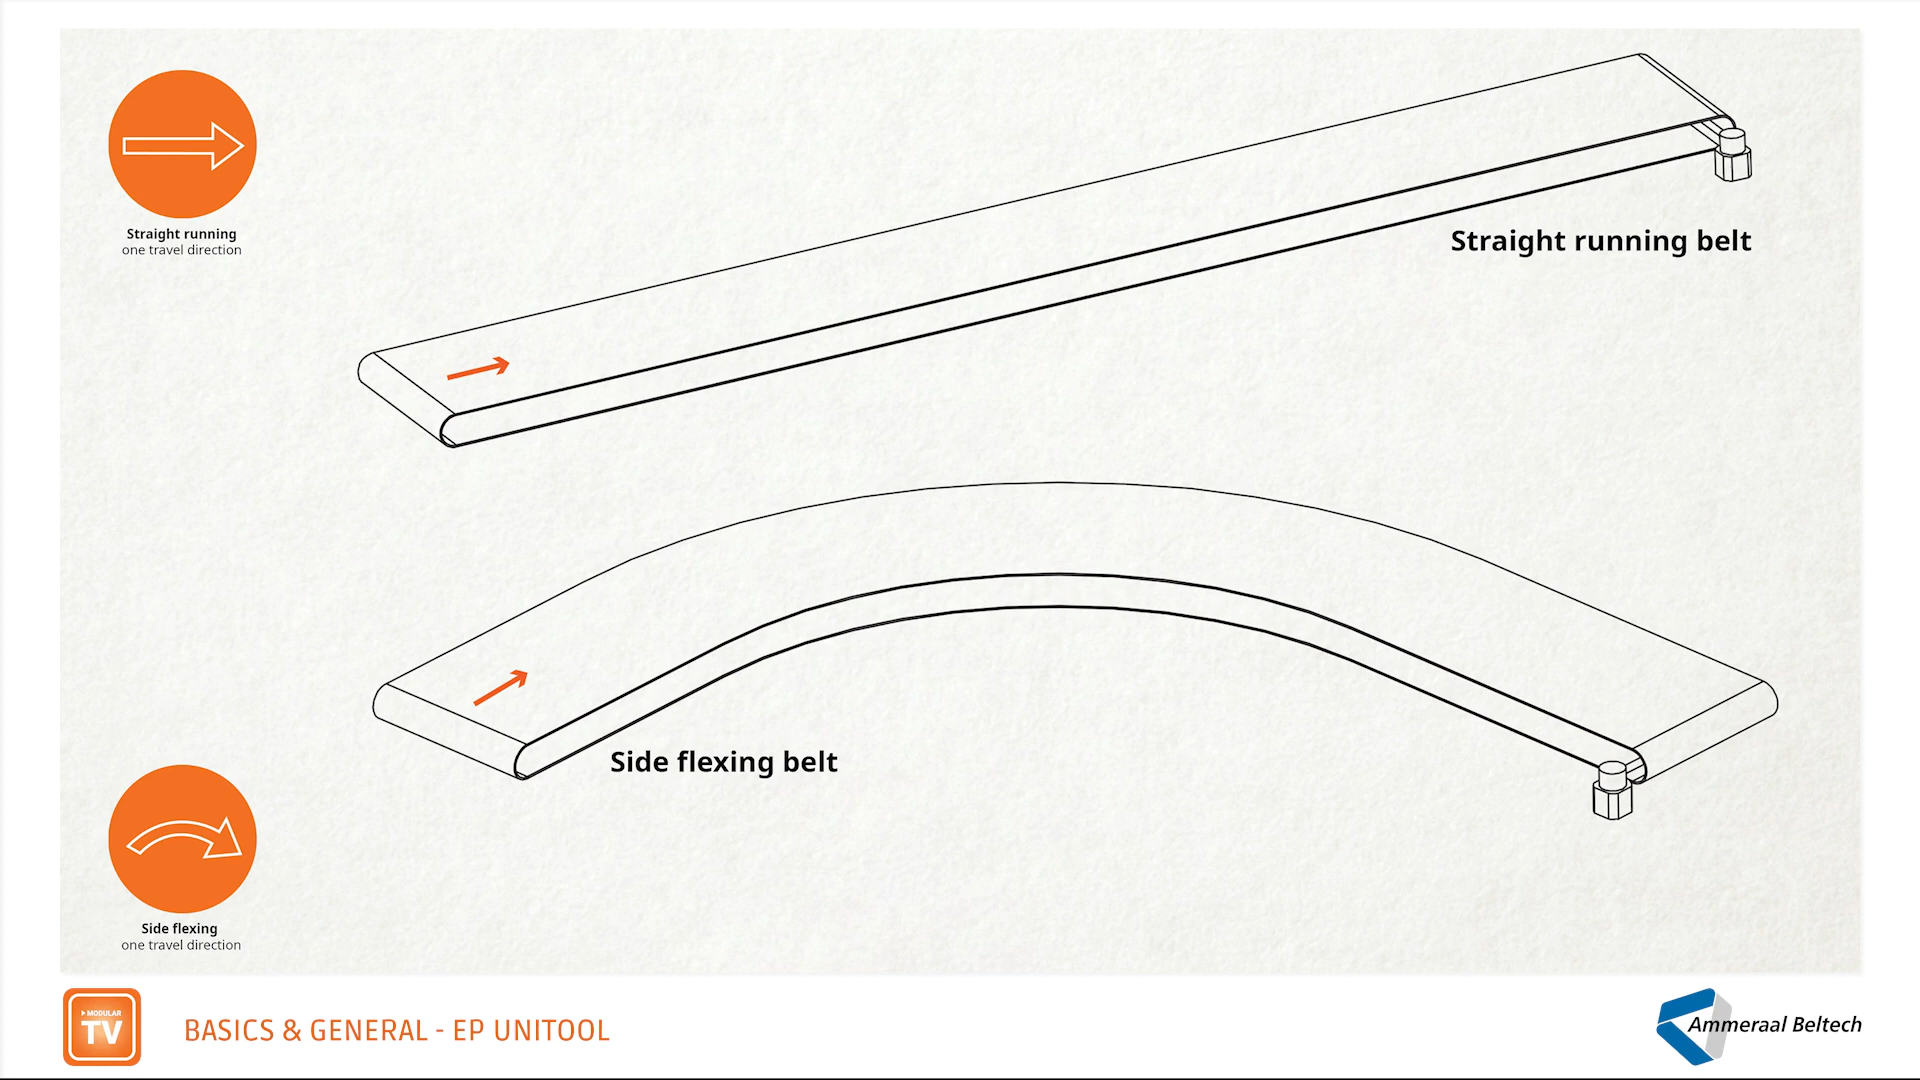 Straight running
one travel direction
Straight running belt
Side flexing belt
Side flexing
one travel direction
MODULAR
TV
BASICS & GENERAL - EP UNITOOL
Ammeraal Beltech